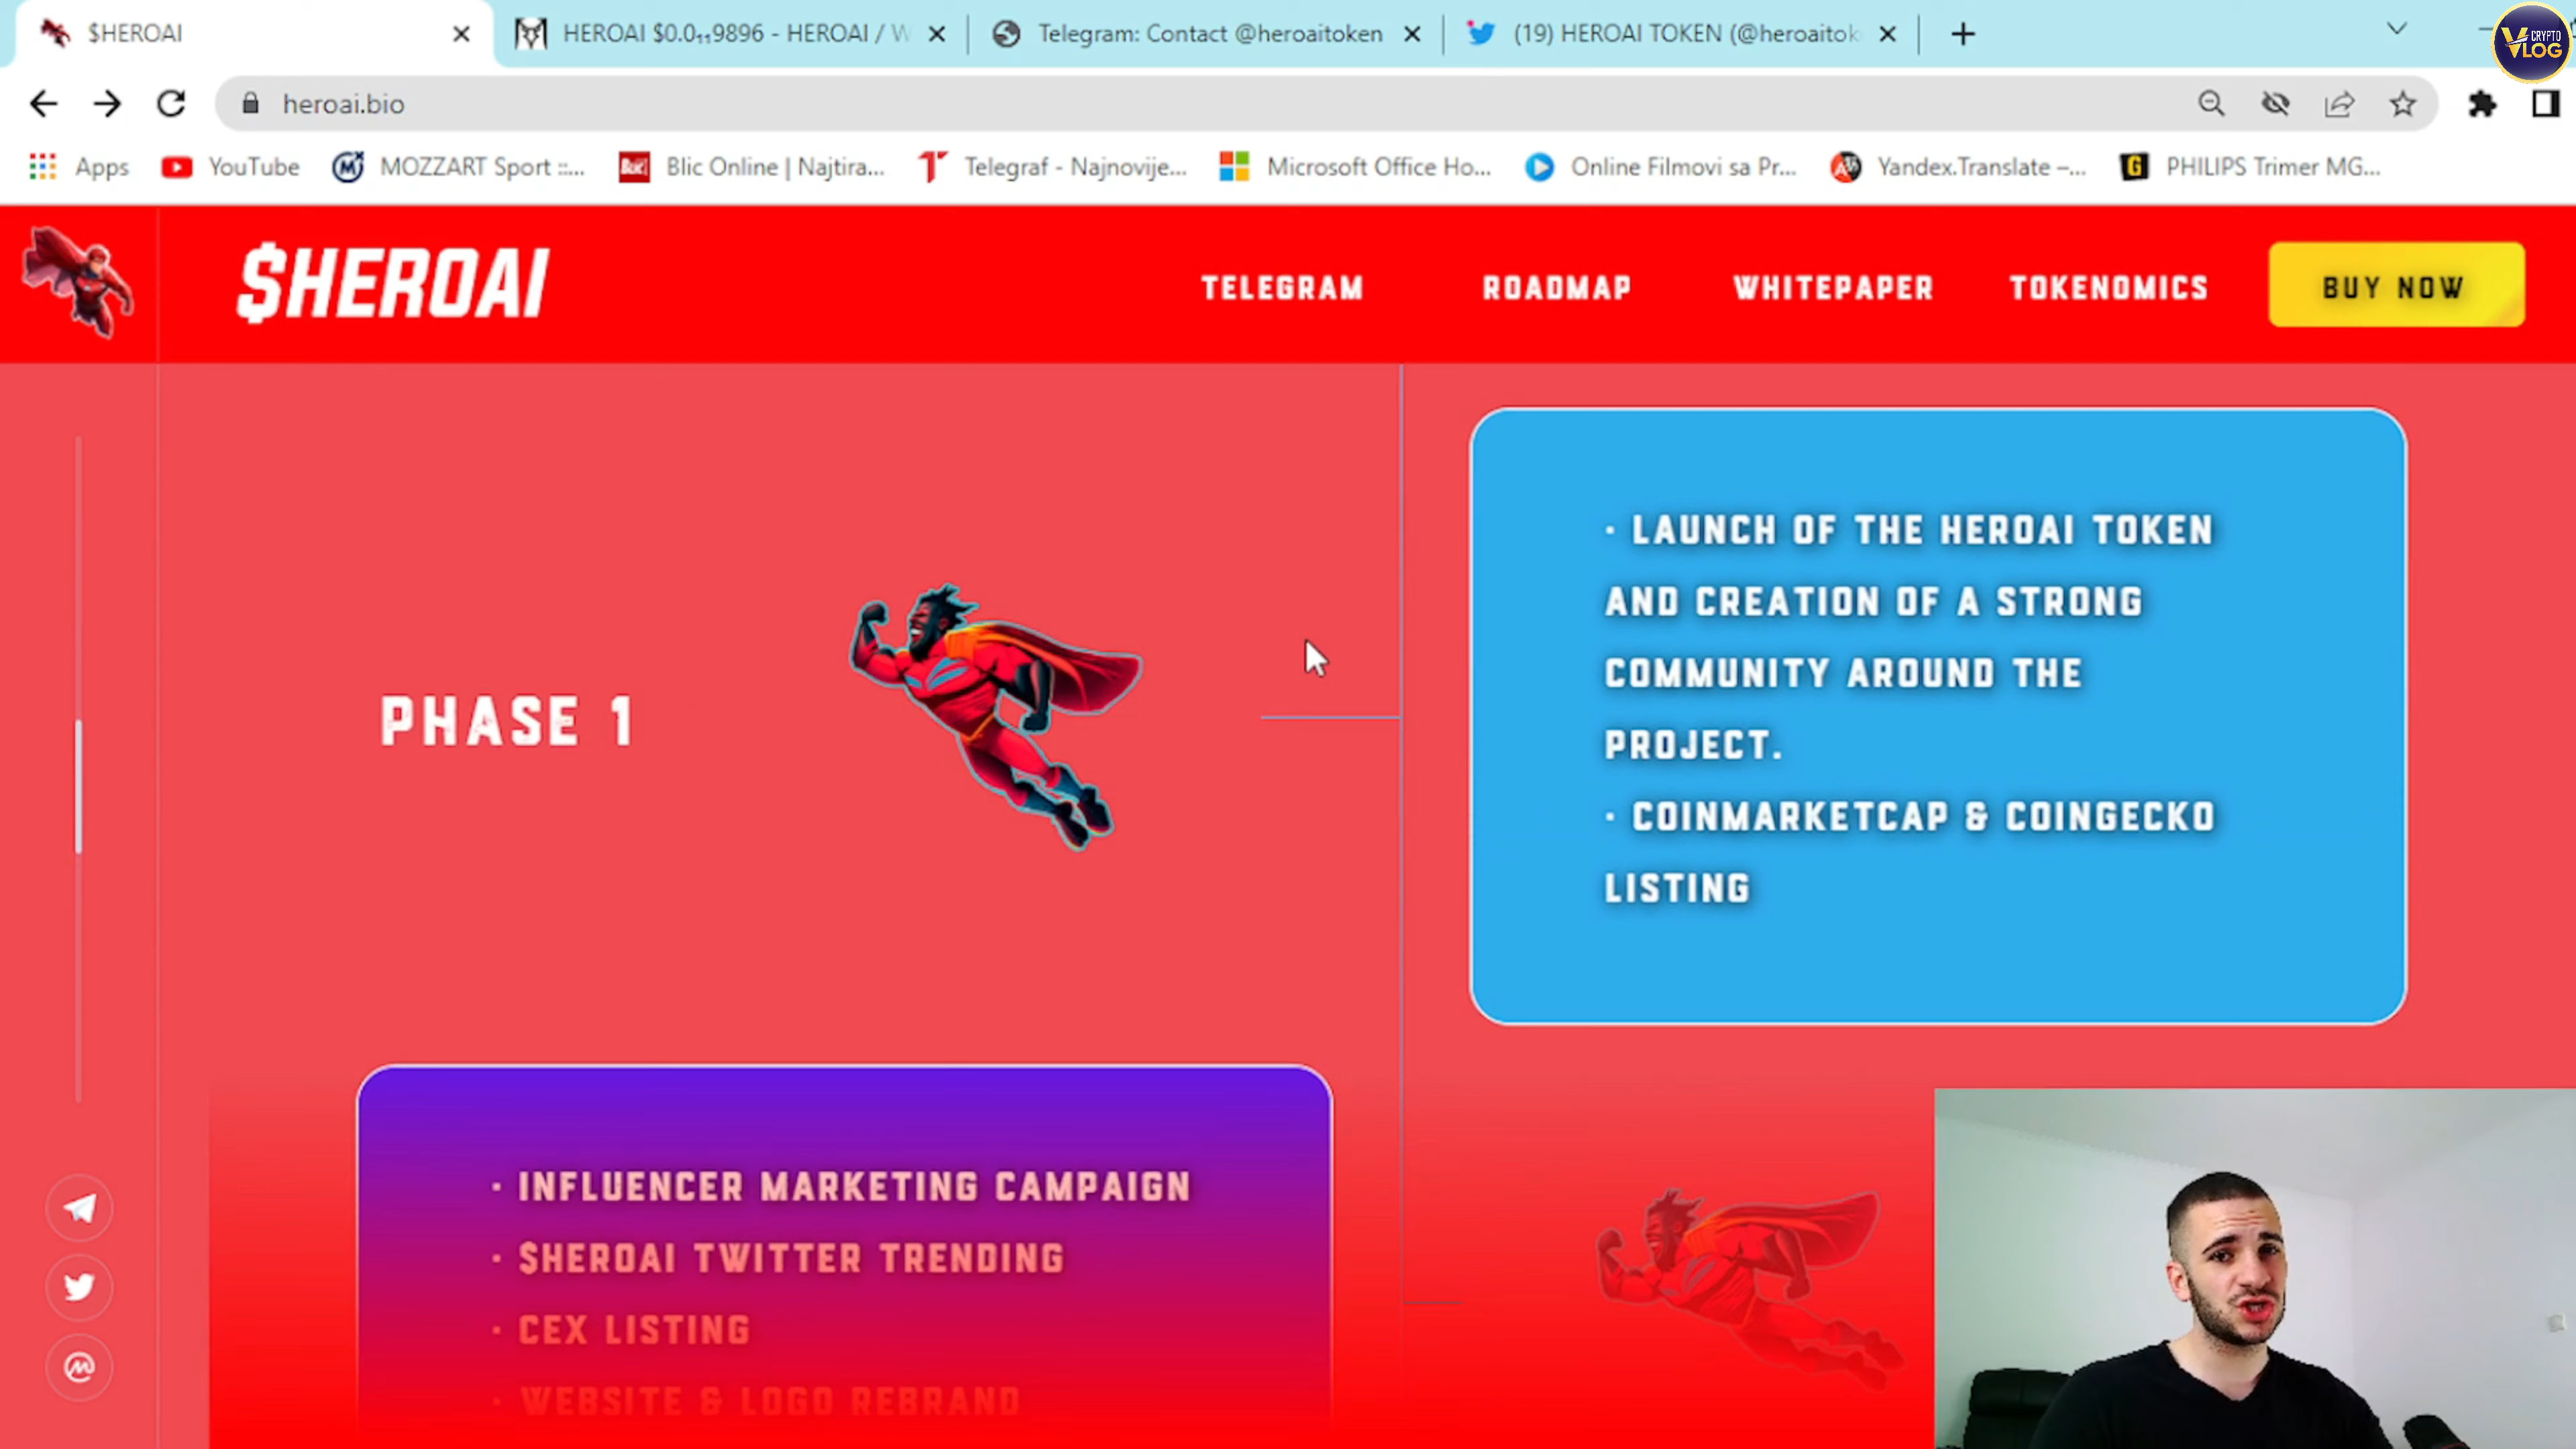 $HEROAI
HEROAI $0.0₁₁9896 - HEROAI / W
Telegram: Contact @heroaitoken
(19) HEROAI TOKEN (@heroaitok
CRYPTO
VLOG
heroai.bio
Apps
YouTube
MOZZART Sport ::...
Blic Online | Najtira...
Telegraf - Najnovije...
Microsoft Office Ho...
Online Filmovi sa Pr...
Yandex.Translate –...
PHILIPS Trimer MG...
$HEROAI
TELEGRAM
ROADMAP
WHITEPAPER
TOKENOMICS
BUY NOW
PHASE 1
· LAUNCH OF THE HEROAI TOKEN
AND CREATION OF A STRONG
COMMUNITY AROUND THE
PROJECT.
· COINMARKETCAP & COINGECKO
LISTING
· INFLUENCER MARKETING CAMPAIGN
· $HEROAI TWITTER TRENDING
· CEX LISTING
· WEBSITE & LOGO REBRAND